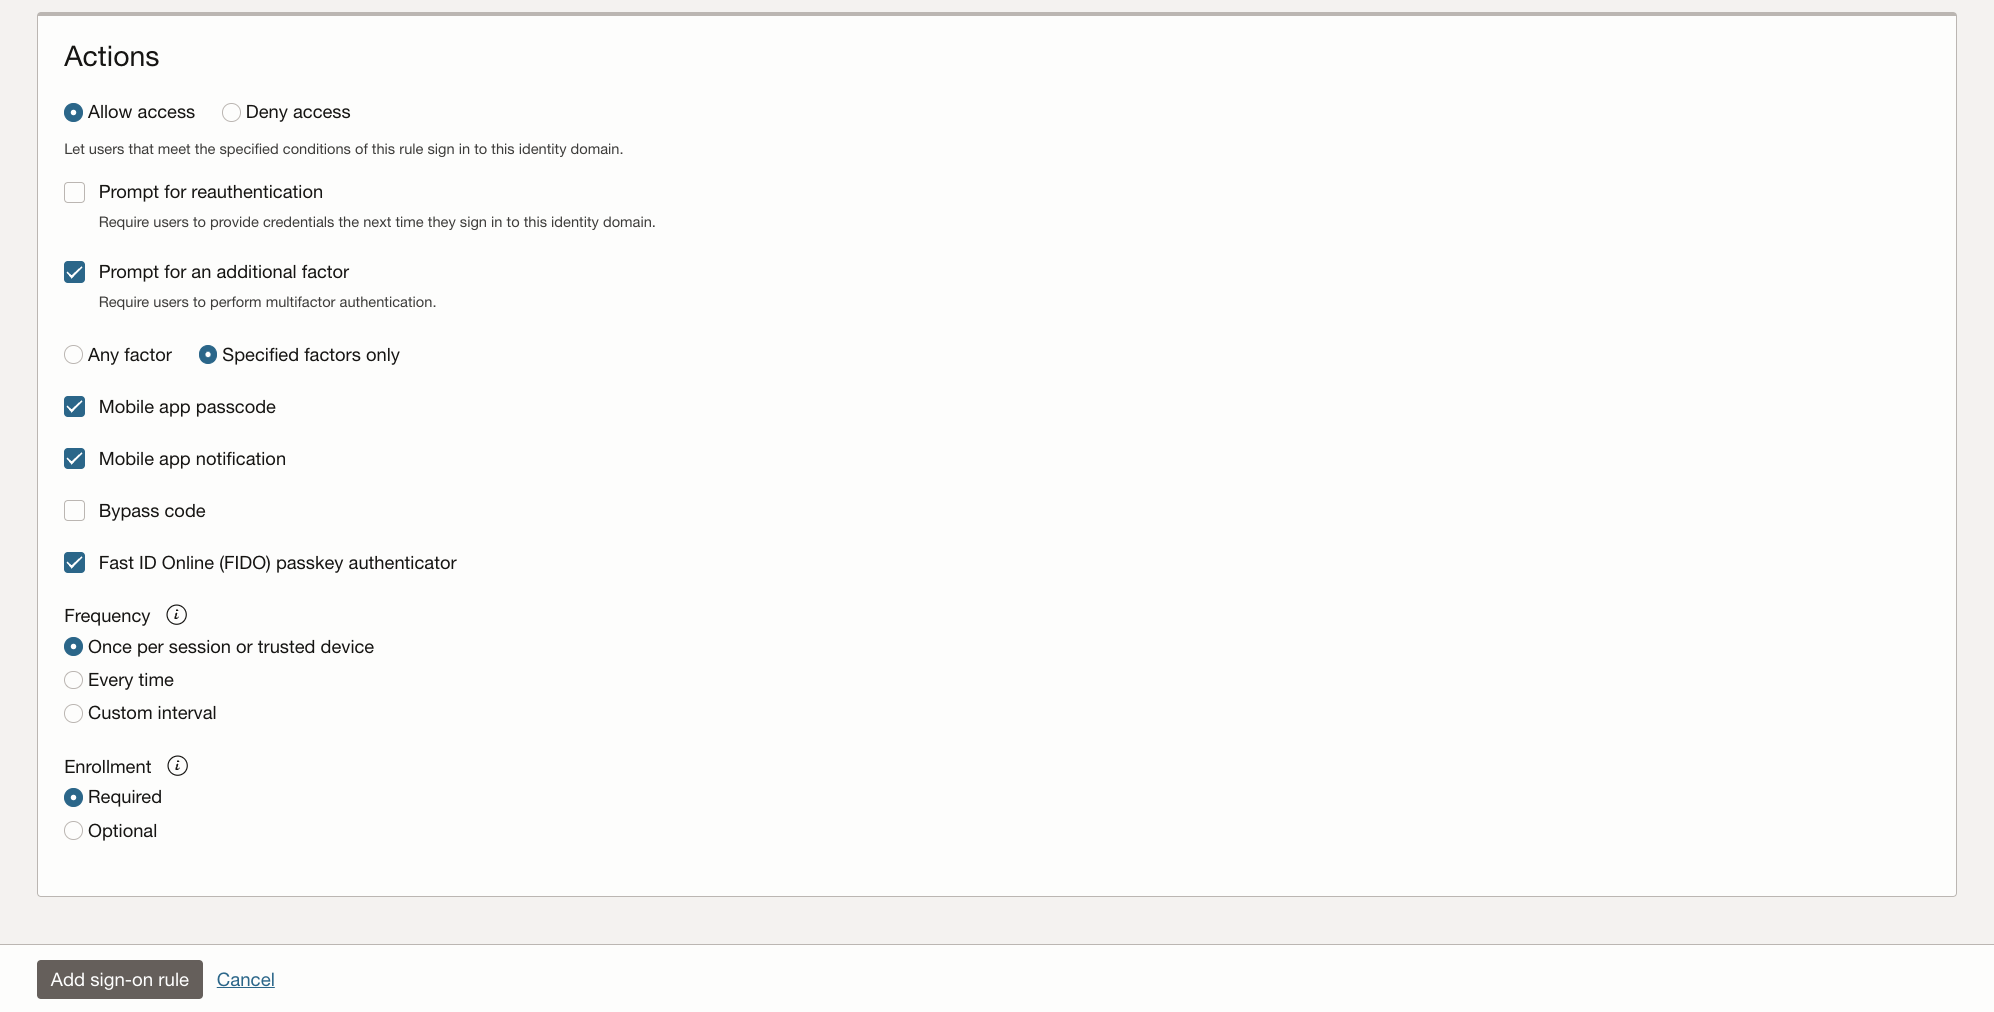 Actions
Allow access Deny access
Let users that meet the specified conditions of this rule sign in to this identity domain.
Prompt for reauthentication
Require users to provide credentials the next time they sign in to this identity domain.
Prompt for an additional factor
Require users to perform multifactor authentication.
Any factor Specified factors only
Mobile app passcode
Mobile app notification
Bypass code
Fast ID Online (FIDO) passkey authenticator
Frequency i
Once per session or trusted device
Every time
Custom interval
Enrollment i
Required
Optional
Add sign-on rule Cancel